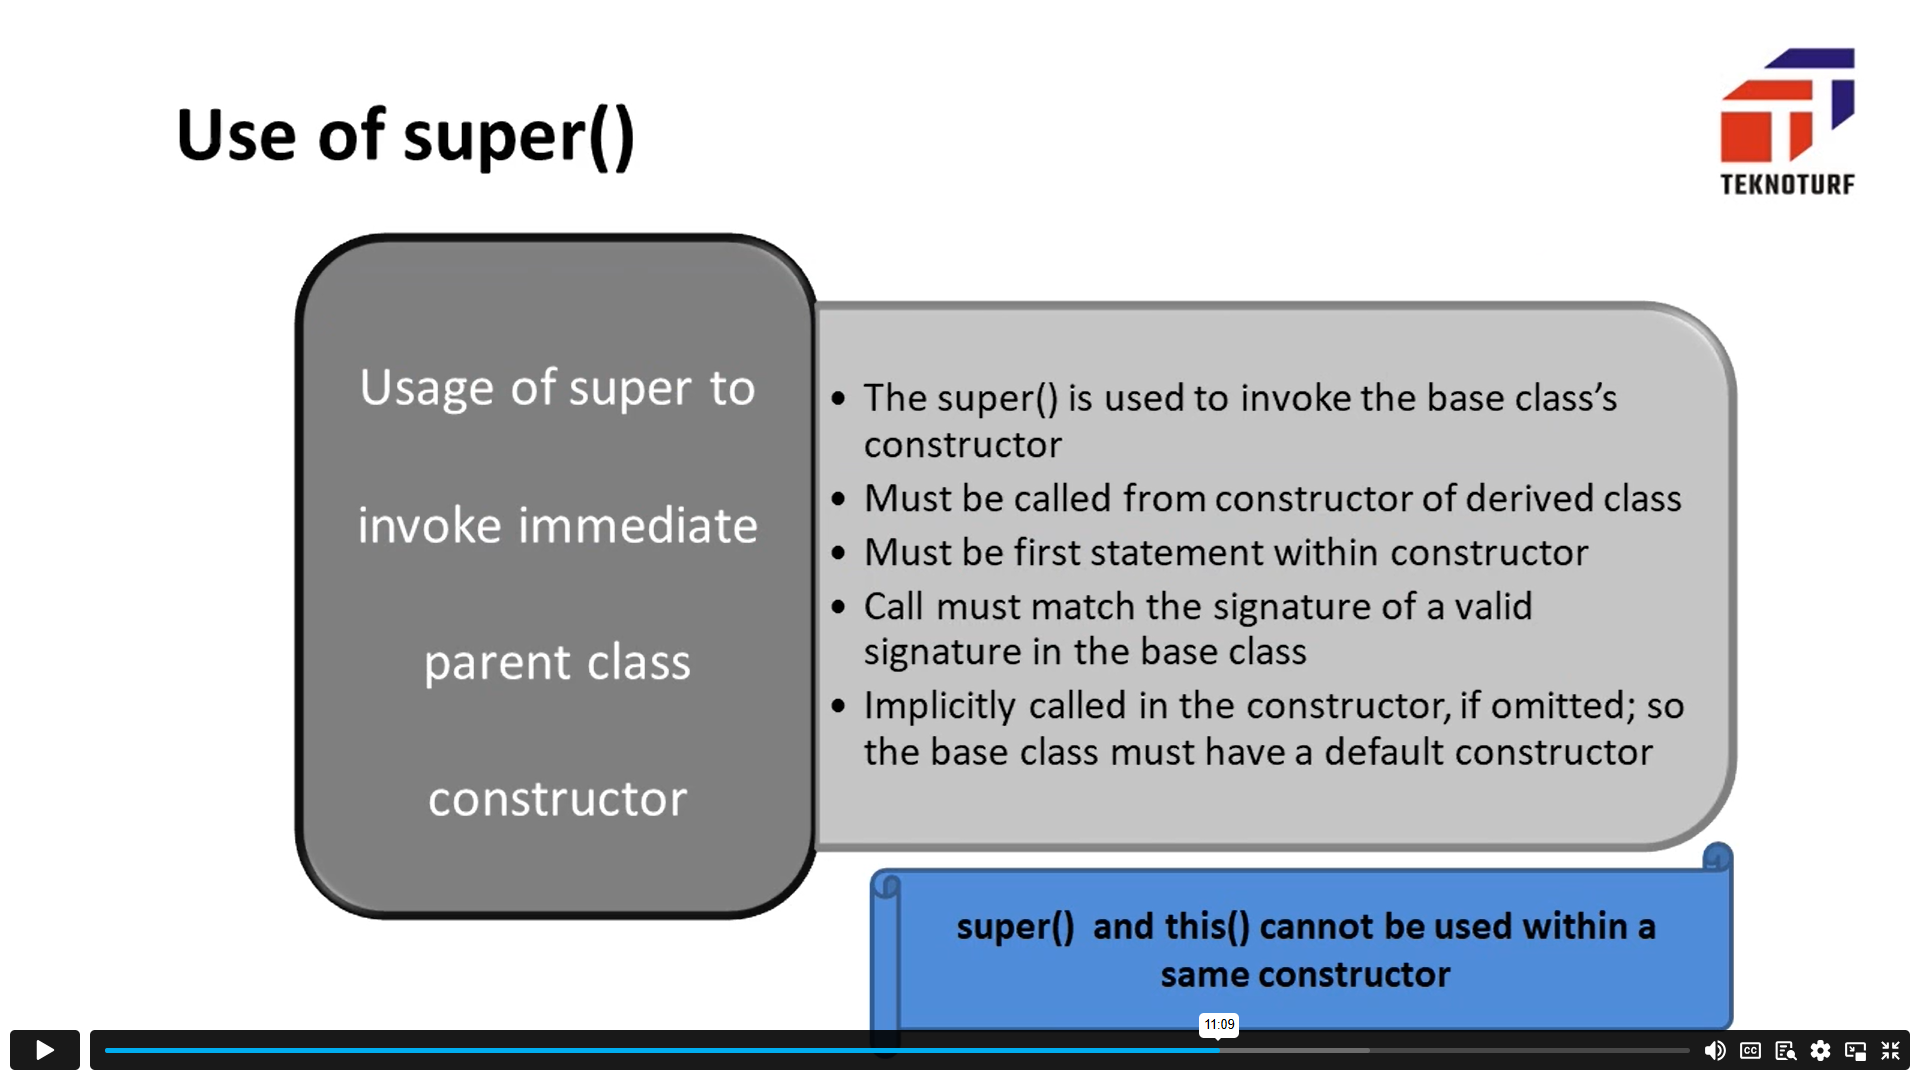 Use of super()
TEKNOTURF
Usage of super to
invoke immediate
parent class
constructor
• The super() is used to invoke the base class’s
constructor
• Must be called from constructor of derived class
• Must be first statement within constructor
• Call must match the signature of a valid
signature in the base class
• Implicitly called in the constructor, if omitted; so
the base class must have a default constructor
super() and this() cannot be used within a
same constructor
11:09
CC